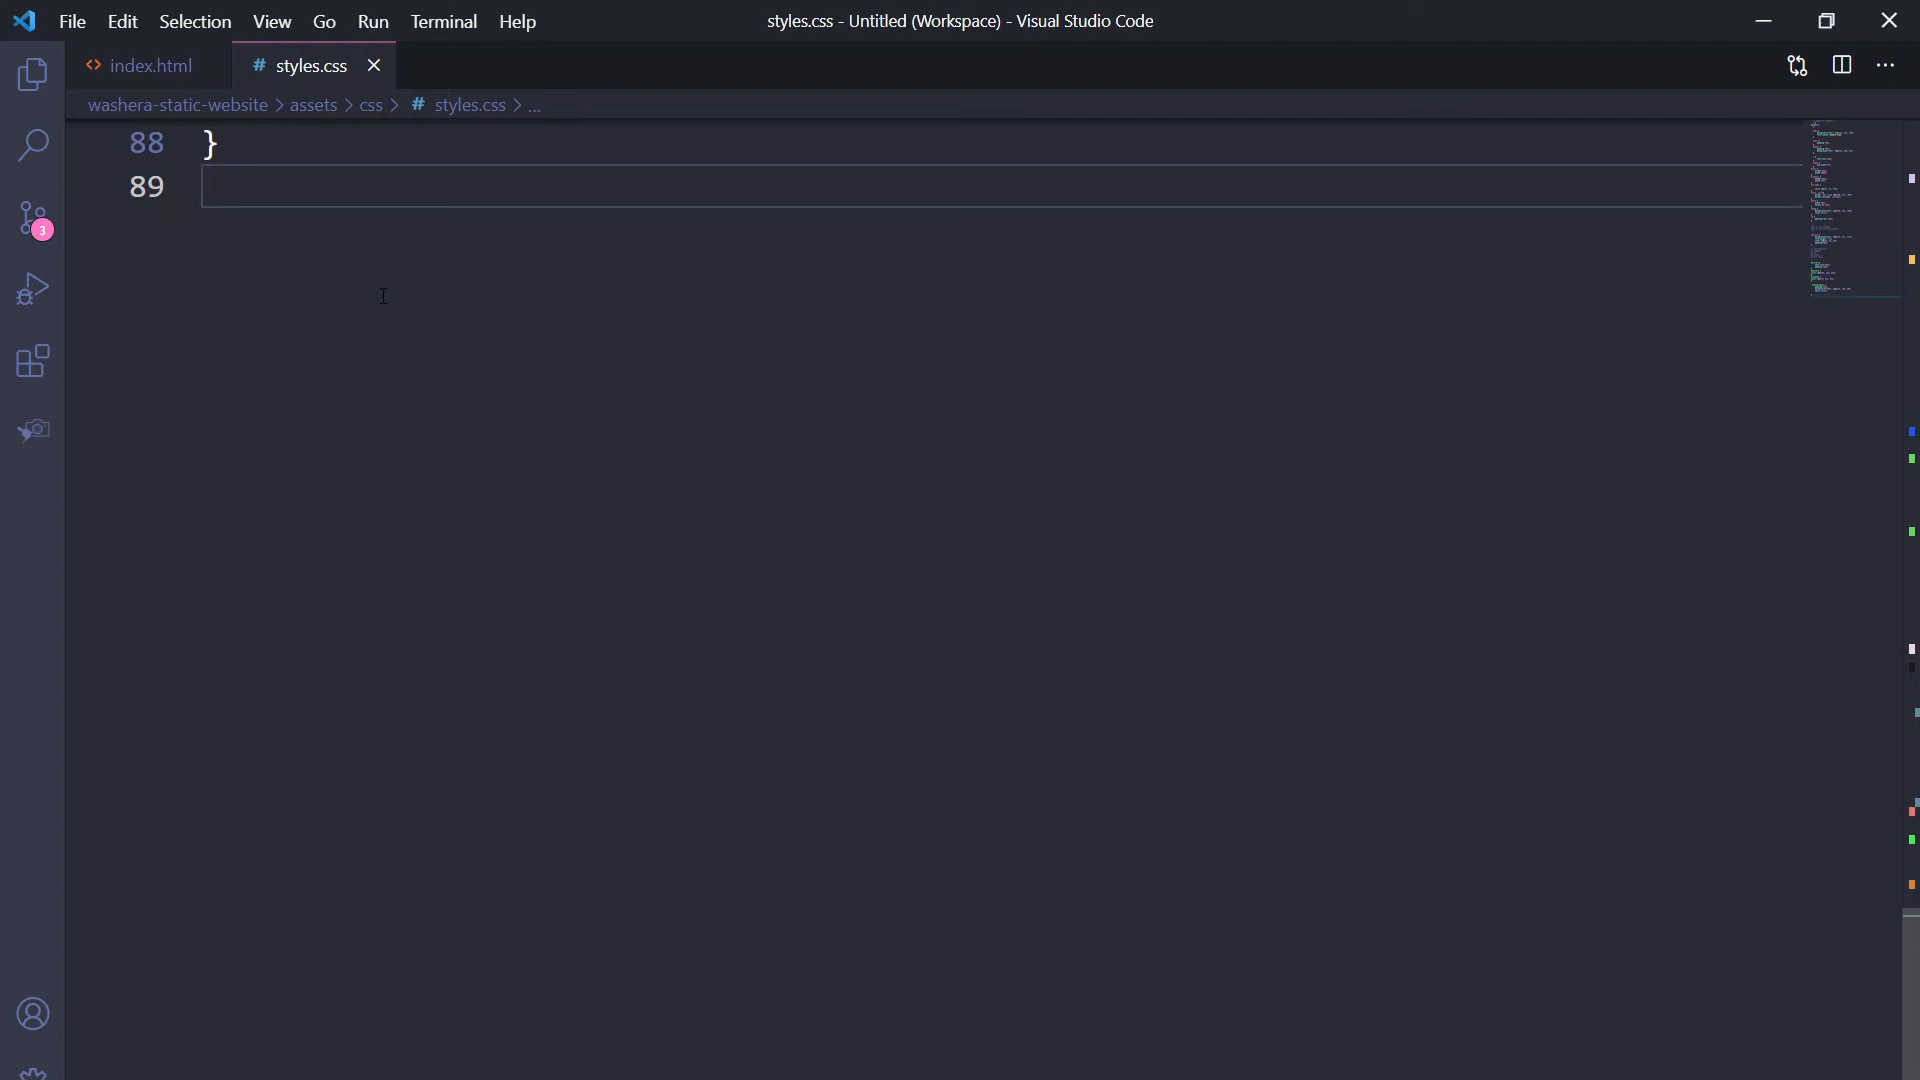 File Edit Selection View Go Run Terminal Help
styles.css - Untitled (Workspace) - Visual Studio Code
<> index.html
# styles.css
washera-static-website > assets > css > # styles.css > ...
88 }
89
3